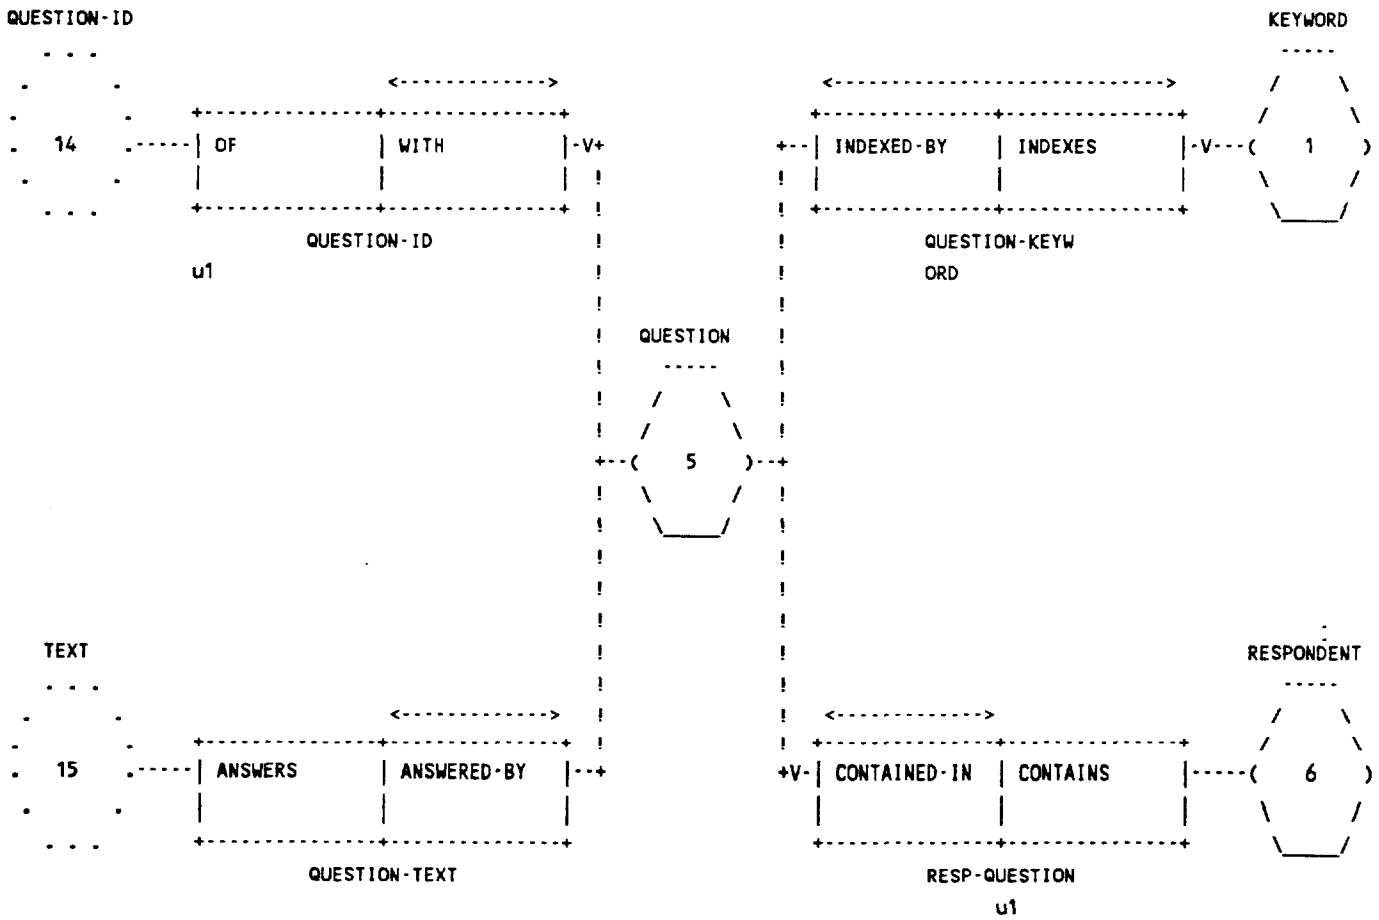 QUESTION-ID
KEYWORD
14
OF
WITH
V
INDEXED-BY
INDEXES
V
1
QUESTION-ID
u1
QUESTION-KEYW
ORD
QUESTION
5
TEXT
RESPONDENT
15
ANSWERS
ANSWERED-BY
V
CONTAINED-IN
CONTAINS
6
QUESTION-TEXT
RESP-QUESTION
u1